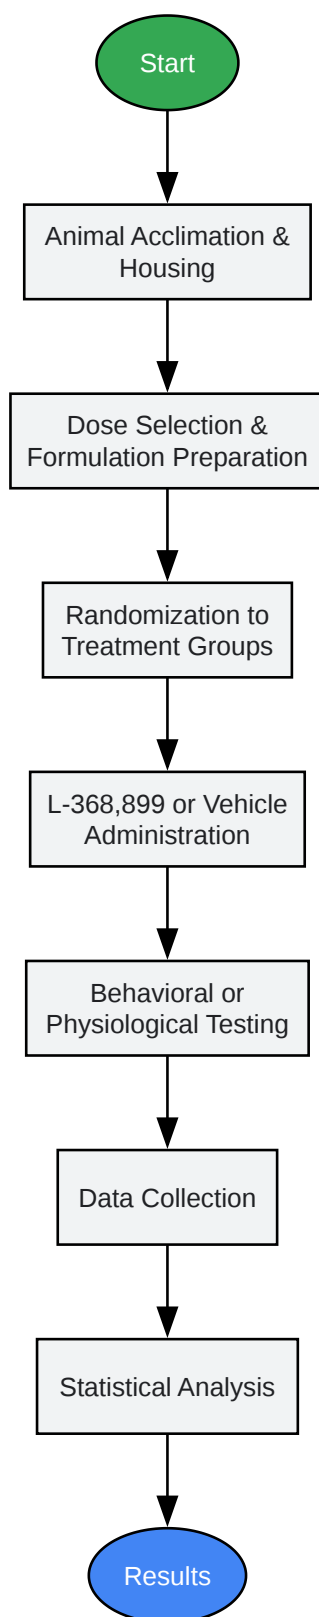 Start
Animal Acclimation &
Housing
Dose Selection &
Formulation Preparation
Randomization to
Treatment Groups
L-368,899 or Vehicle
Administration
Behavioral or
Physiological Testing
Data Collection
Statistical Analysis
Results